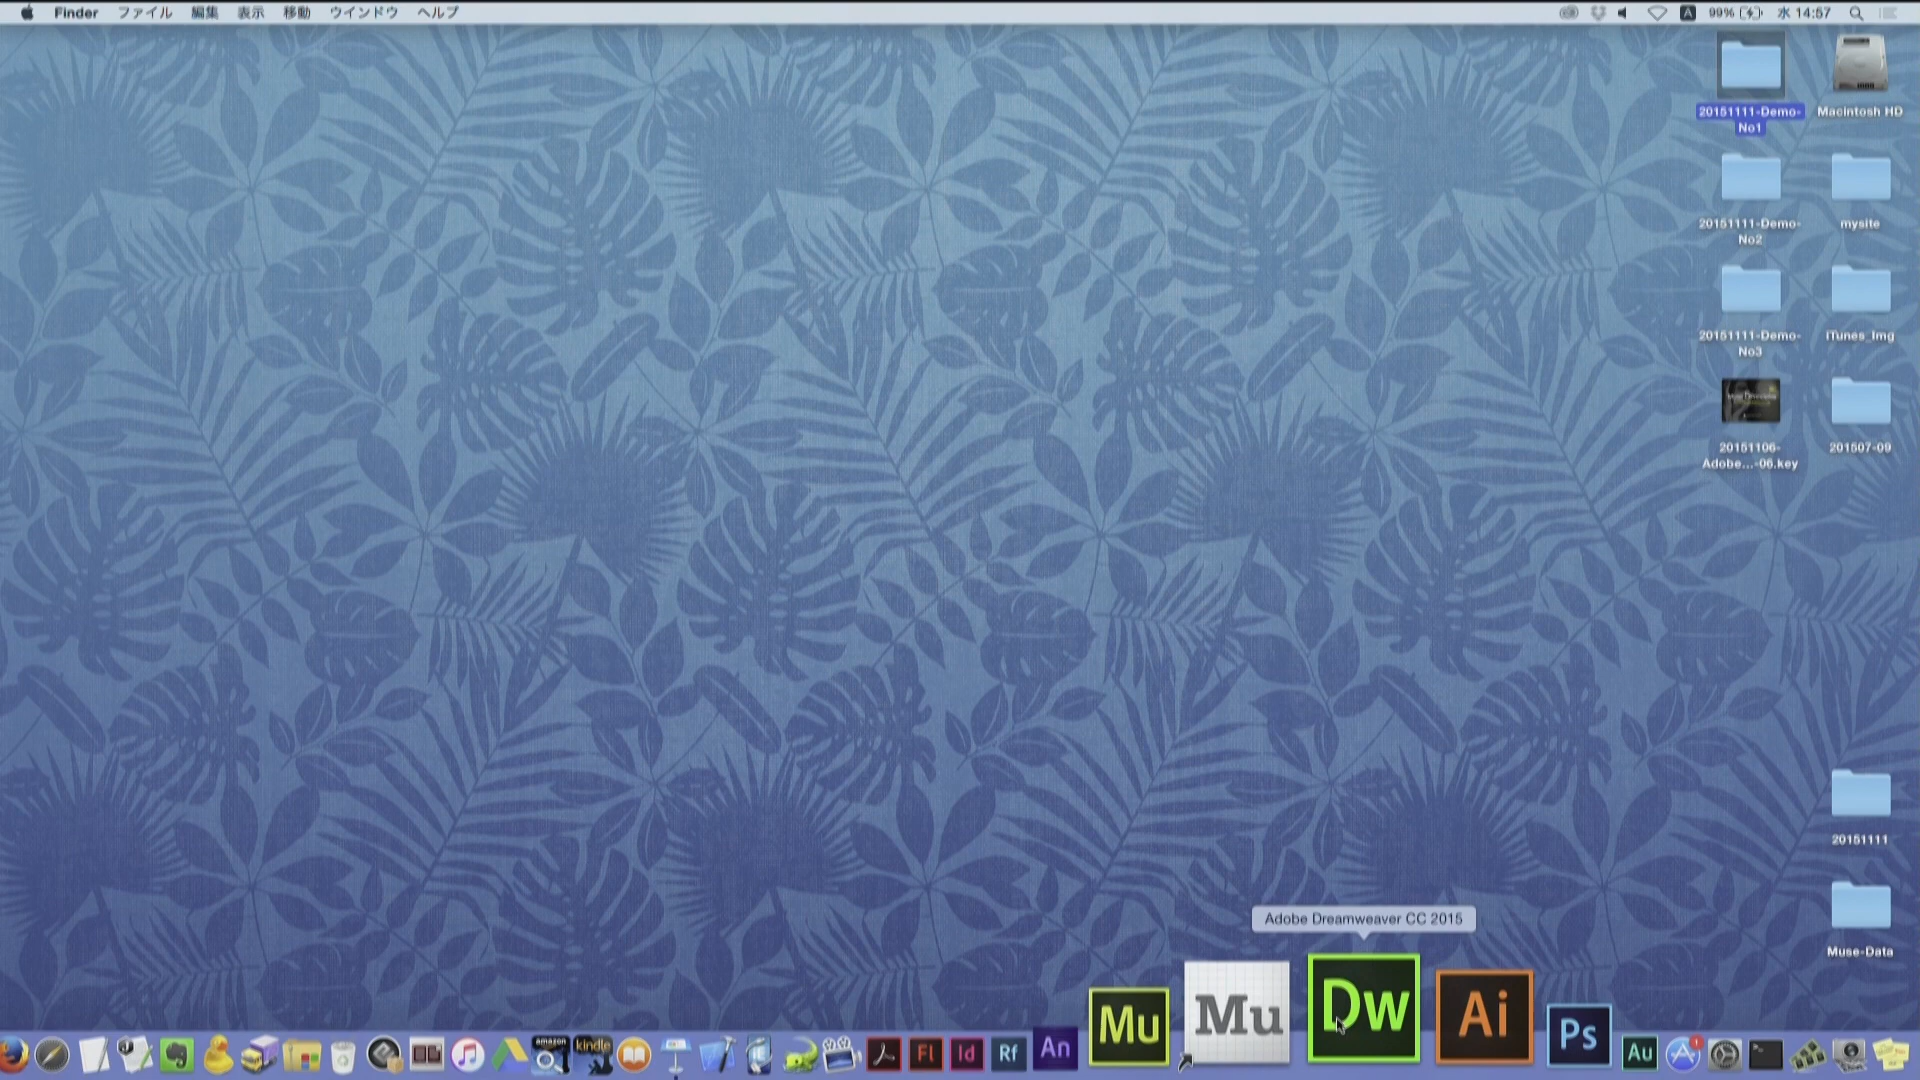 Finder ファイル 編集 表示 移動 ウインドウ ヘルプ
A 99% 水 14:57
20151111-Demo-
No1
Macintosh HD
20151111-Demo-
No2
mysite
20151111-Demo-
No3
iTunes_Img
20151106-
Adobe...-06.key
201507-09
20151111
Muse-Data
Adobe Dreamweaver CC 2015
amazon
kindle
Fl
Id
Rf
An
Mu
Mu
Dw
Ai
Ps
Au
1